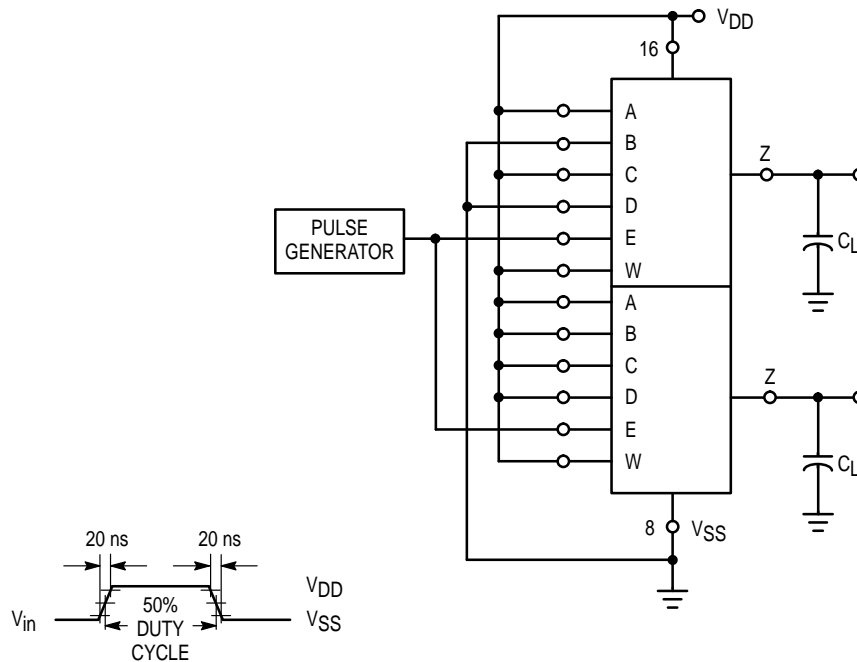 VDD
16
A
B
C
D
E
W
Z
CL
PULSE
GENERATOR
A
B
C
D
E
W
Z
CL
8
VSS
20 ns
20 ns
VDD
Vin
50%
DUTY
CYCLE
VSS